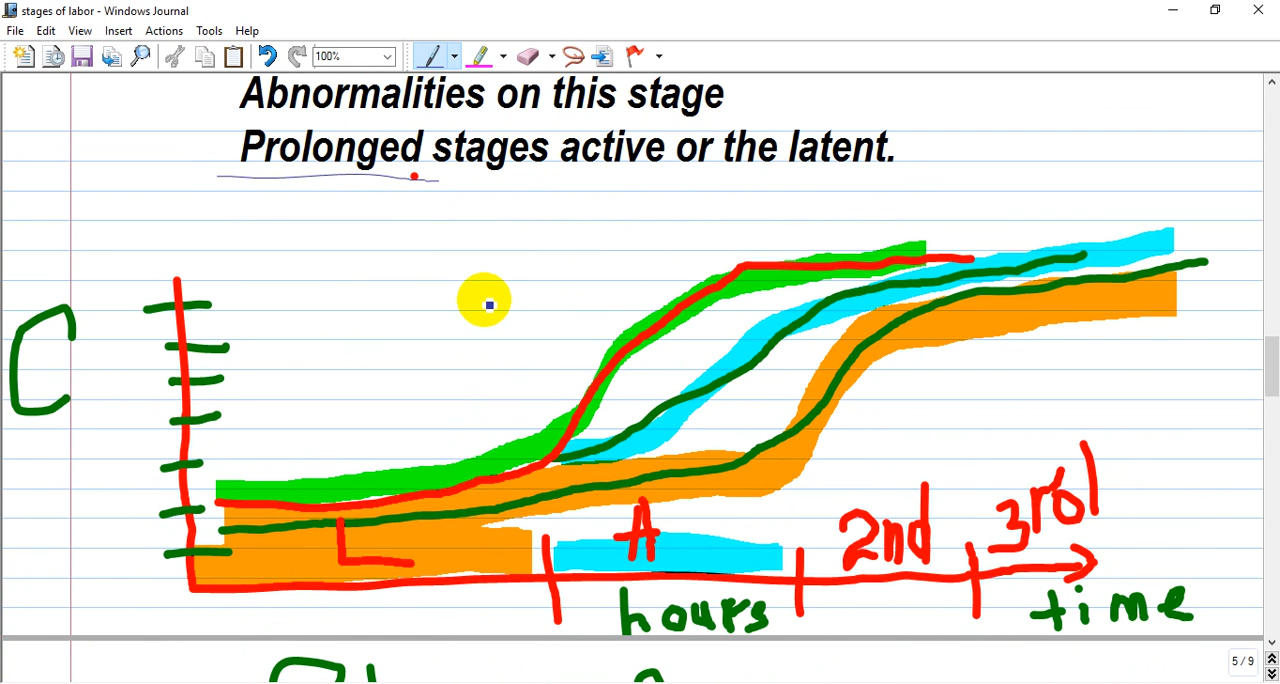 stages of labor - Windows Journal
File Edit View Insert Actions Tools Help
100%
Abnormalities on this stage
Prolonged stages active or the latent.
C
L
A
2nd
3rd
hours
time
5 / 9